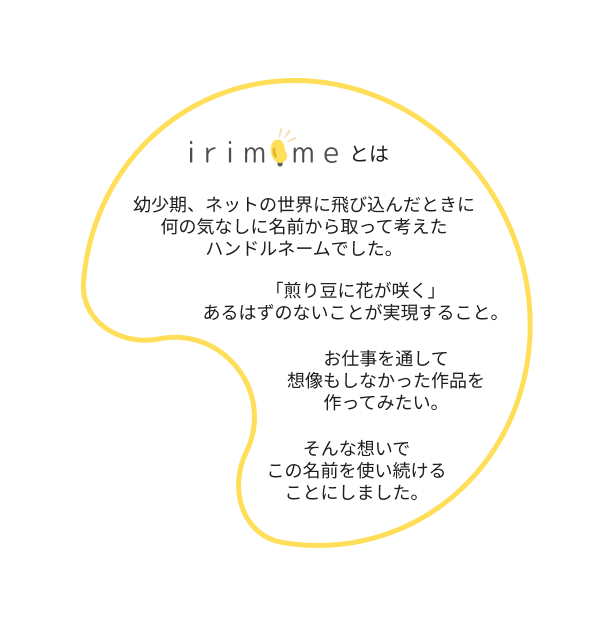 irimame とは
幼少期、ネットの世界に飛び込んだときに
何の気なしに名前から取って考えた
ハンドルネームでした。
「煎り豆に花が咲く」
あるはずのないことが実現すること。
お仕事を通して
想像もしなかった作品を
作ってみたい。
そんな想いで
この名前を使い続ける
ことにしました。